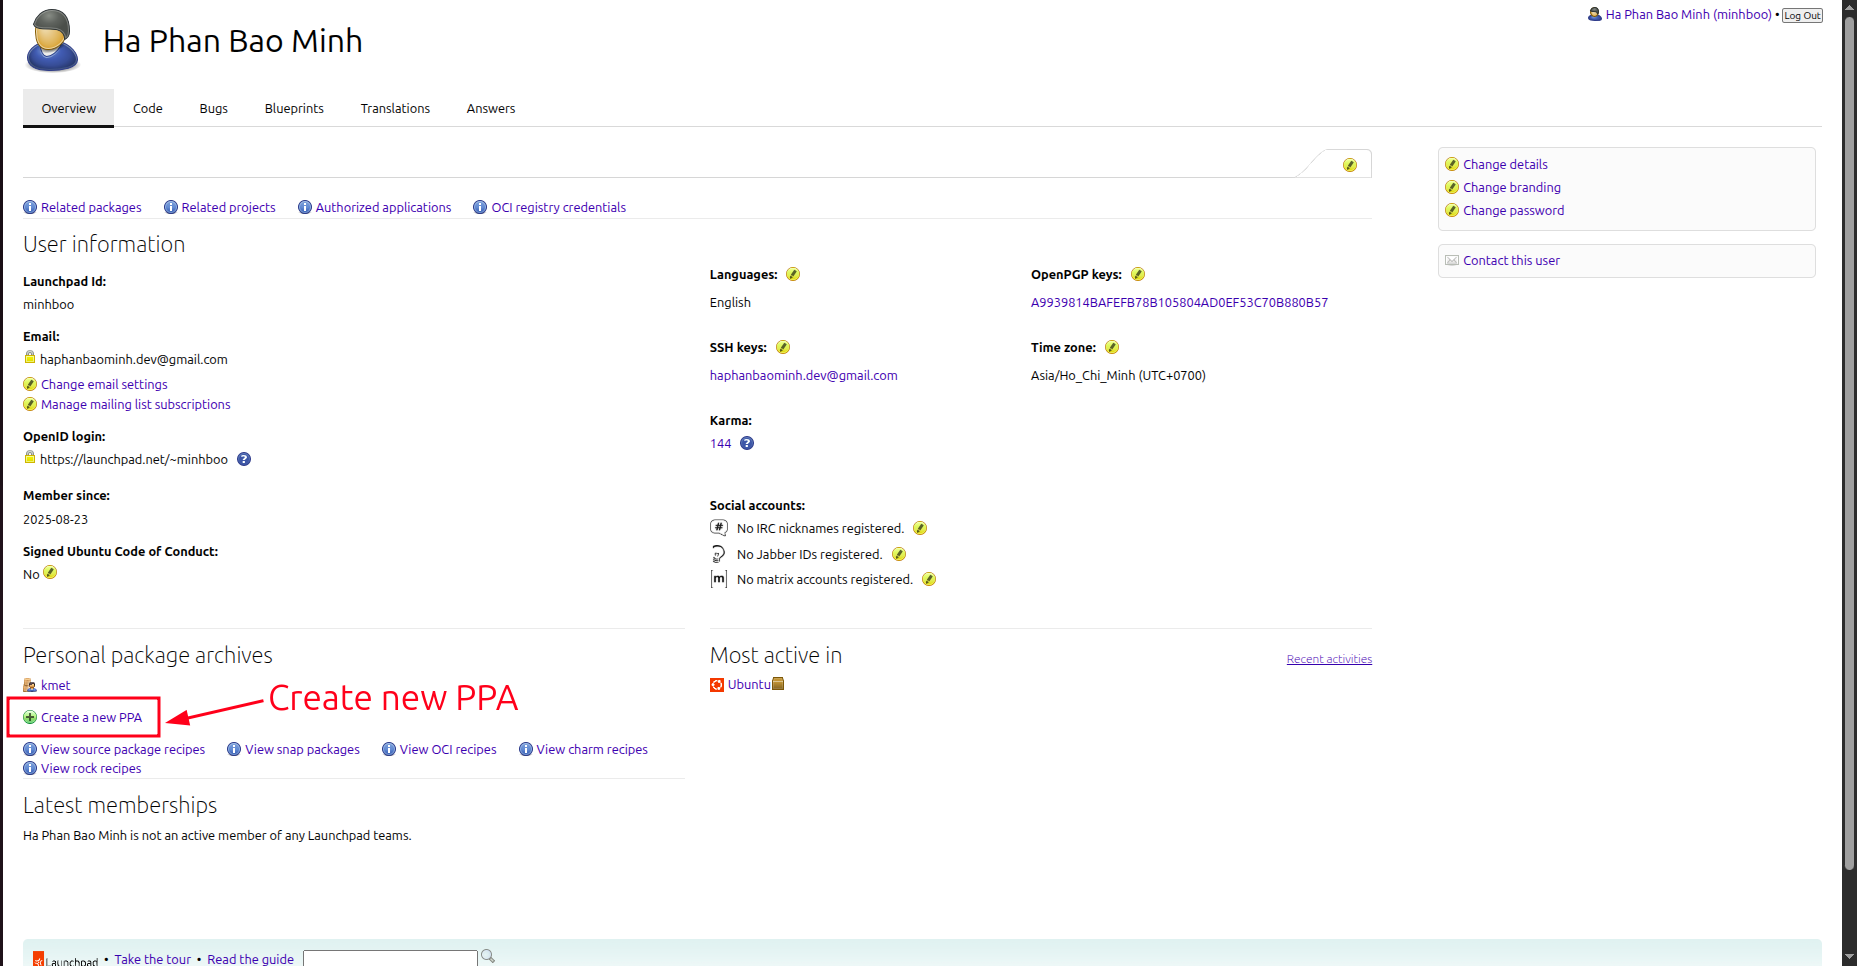 Ha Phan Bao Minh (minhboo) • Log Out
Ha Phan Bao Minh
Overview Code Bugs Blueprints Translations Answers
Change details
Change branding
Change password
Contact this user
Related packages Related projects Authorized applications OCI registry credentials
User information
Launchpad Id:
minhboo
Email:
haphanbaominh.dev@gmail.com
Change email settings
Manage mailing list subscriptions
OpenID login:
https://launchpad.net/~minhboo
Member since:
2025-08-23
Signed Ubuntu Code of Conduct:
No
Languages:
English
OpenPGP keys:
A9939814BAFEFB78B105804AD0EF53C70B880B57
SSH keys:
haphanbaominh.dev@gmail.com
Time zone:
Asia/Ho_Chi_Minh (UTC+0700)
Karma:
144
Social accounts:
No IRC nicknames registered.
No Jabber IDs registered.
No matrix accounts registered.
Personal package archives
kmet
Create a new PPA
Create new PPA
View source package recipes View snap packages View OCI recipes View charm recipes
View rock recipes
Most active in
Recent activities
Ubuntu
Latest memberships
Ha Phan Bao Minh is not an active member of any Launchpad teams.
Launchpad • Take the tour • Read the guide